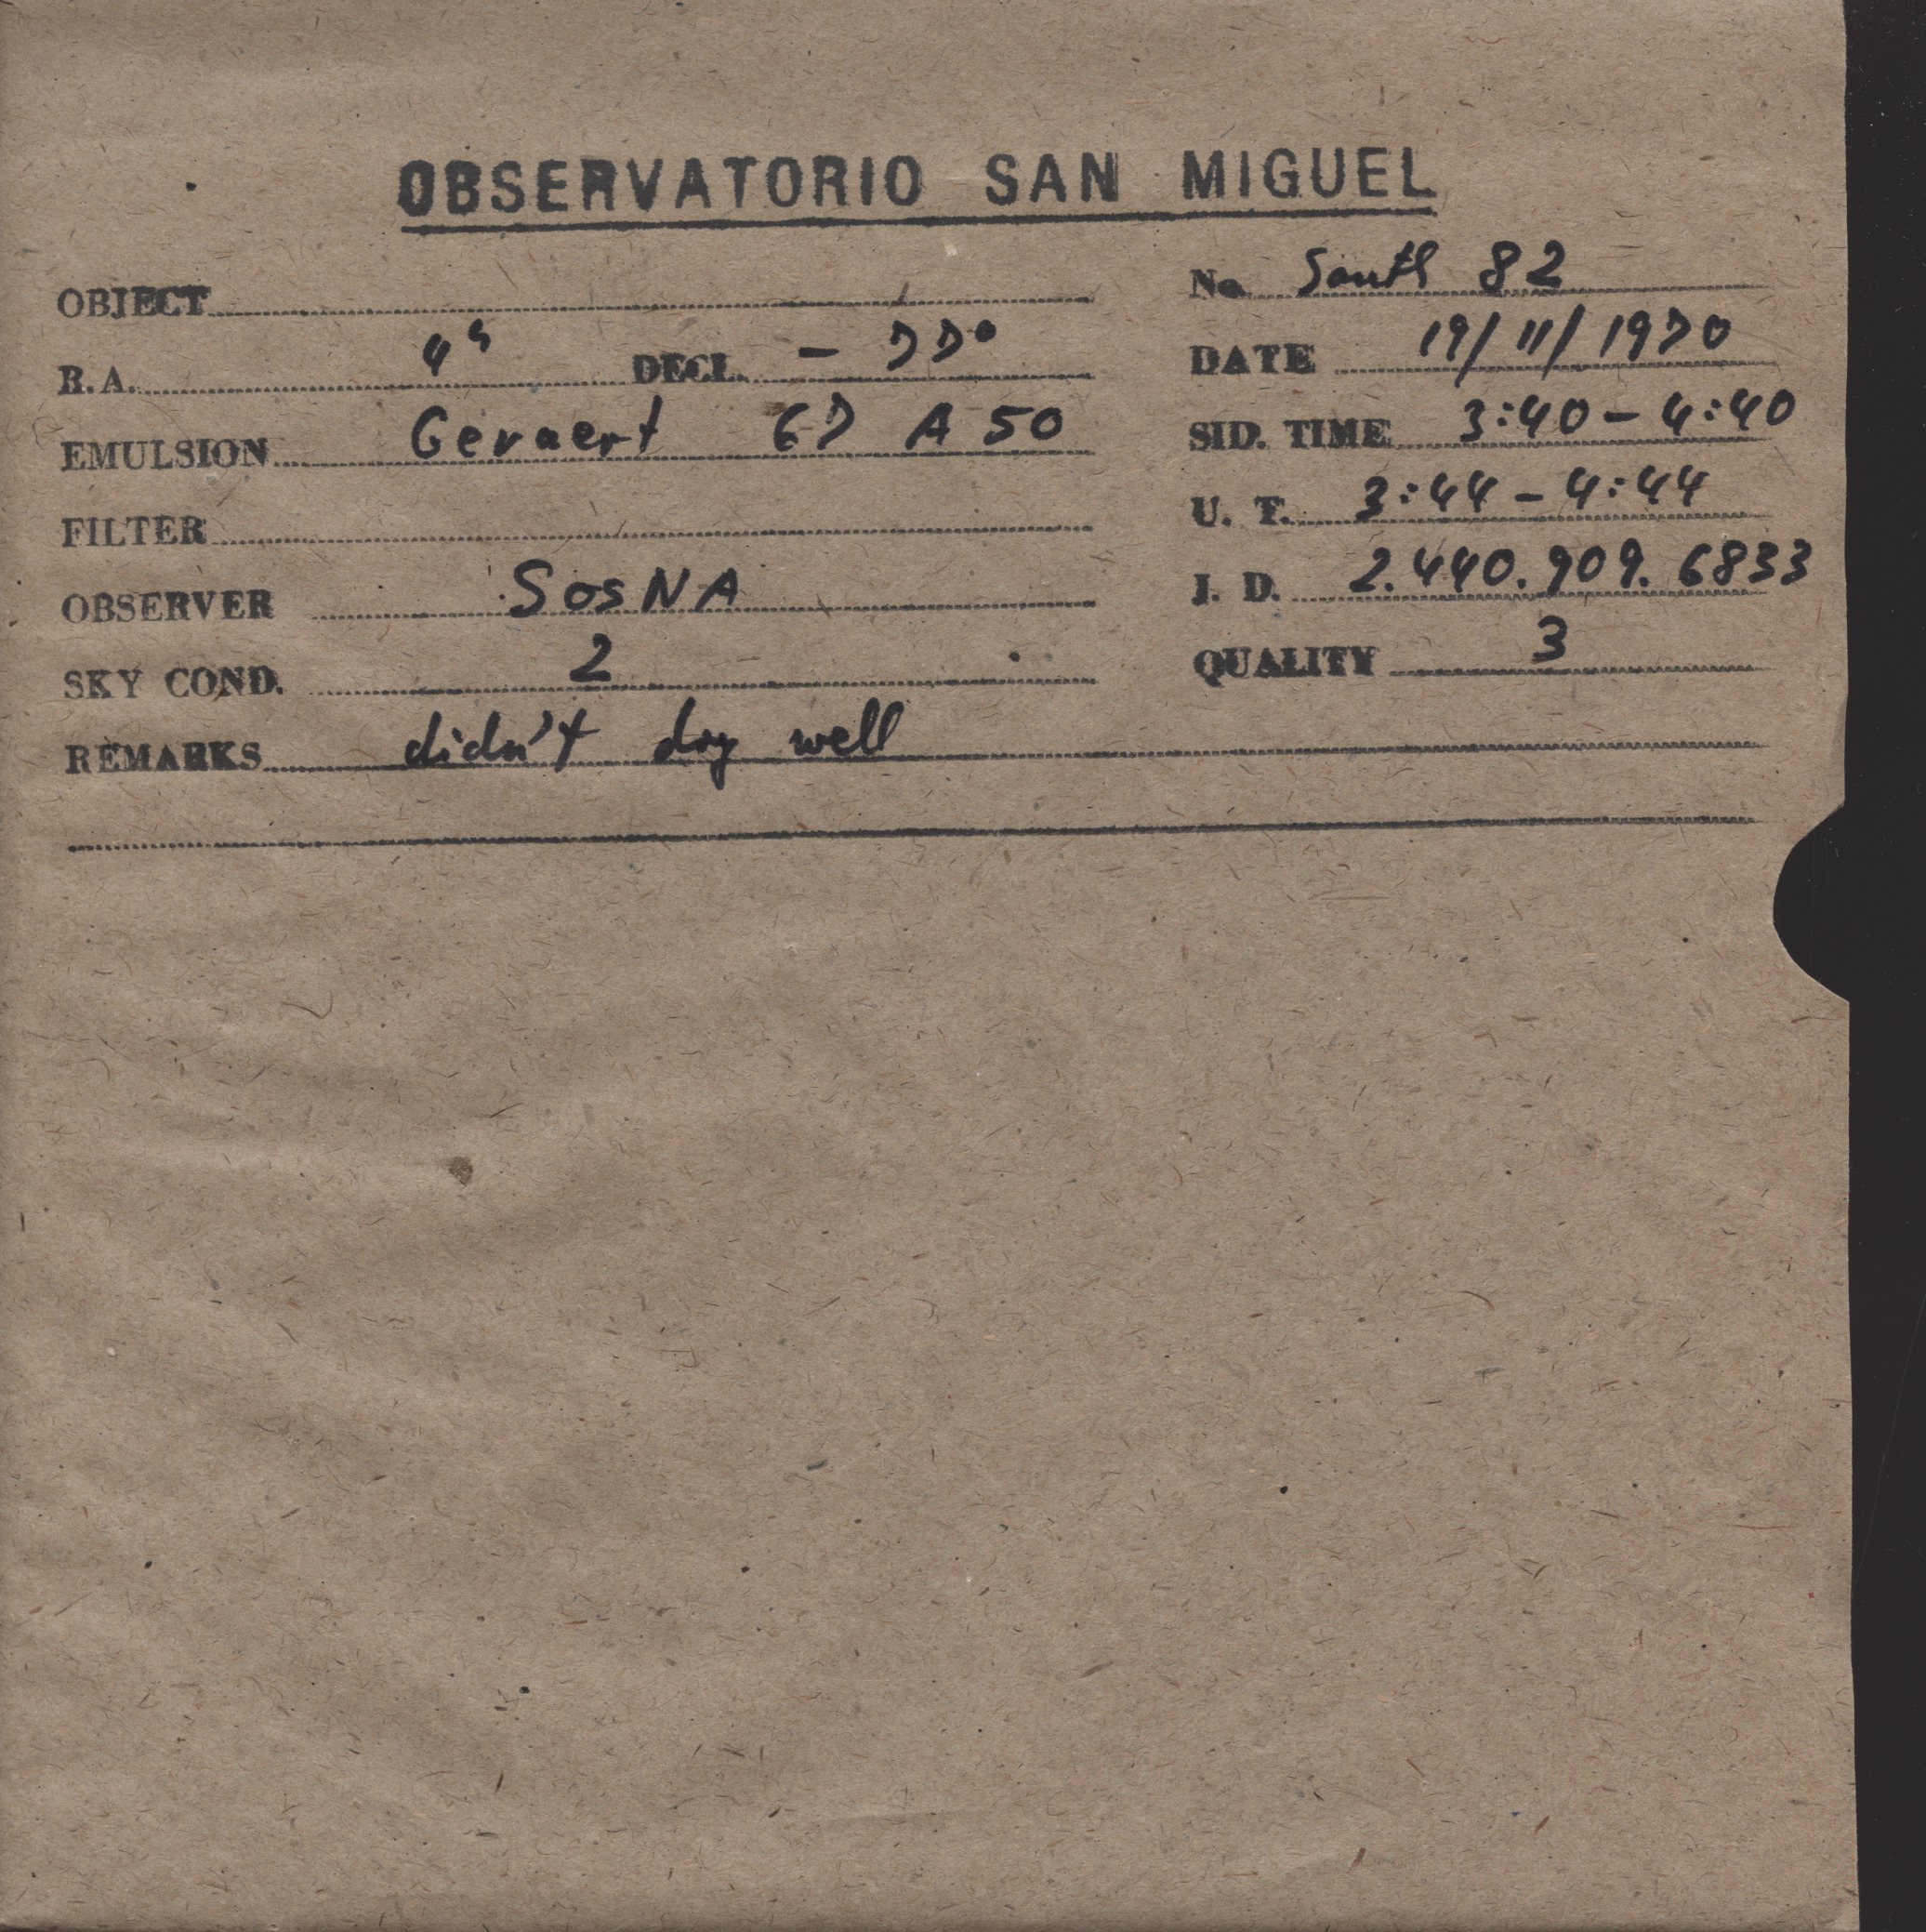 OBSERVATORIO SAN MIGUEL
OBJECT
R.A. 4h DECL. - 77°
EMULSION Gevaert 67 A 50
FILTER
OBSERVER SosNA
SKY COND. 2
No South 82
DATE 19/11/1970
SID. TIME 3:40 - 4:40
U. T. 3:44 - 4:44
J. D. 2.440.909.6833
QUALITY 3
REMARKS didn't dry well